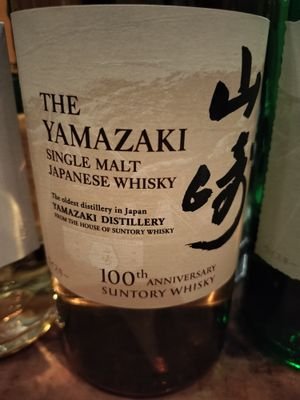 山崎
THE
YAMAZAKI
SINGLE MALT
JAPANESE WHISKY
The oldest distillery in Japan
YAMAZAKI DISTILLERY
FROM THE HOUSE OF SUNTORY WHISKY
100th ANNIVERSARY
SUNTORY WHISKY